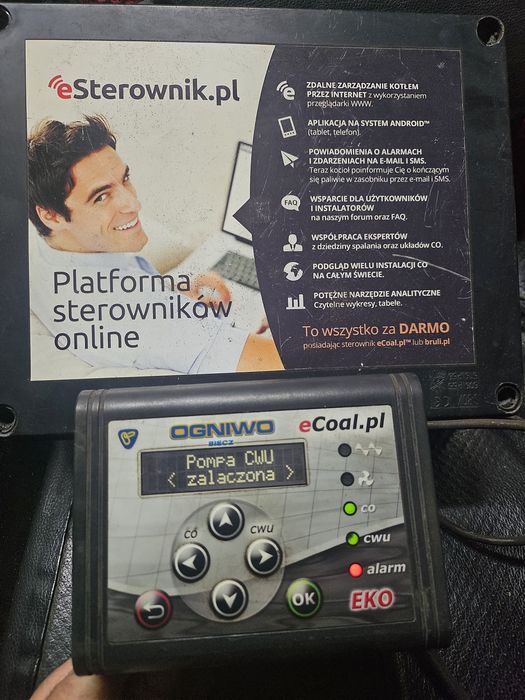 eSterownik.pl
Platforma
sterowników
online
ZDALNE ZARZĄDZANIE KOTŁEM
PRZEZ INTERNET z wykorzystaniem
przeglądarki WWW.
APLIKACJA NA SYSTEM ANDROID™
(tablet, telefon).
POWIADOMIENIA O ALARMACH
I ZDARZENIACH NA E-MAIL I SMS.
Teraz kocioł poinformuje Cię o kończącym
się paliwie w zasobniku przez e-mail i SMS.
FAQ
WSPARCIE DLA UŻYTKOWNIKÓW
I INSTALATORÓW
na naszym forum oraz FAQ.
WSPÓŁPRACA EKSPERTÓW
z dziedziny spalania oraz układów CO.
PODGLĄD WIELU INSTALACJI CO
NA CAŁYM ŚWIECIE.
POTĘŻNE NARZĘDZIE ANALITYCZNE
Czytelne wykresy, tabele.
To wszystko za DARMO
posiadając sterownik eCoal.pl™ lub bruli.pl
OGNIWO
BIECZ
eCoal.pl
Pompa CWU
< zalaczona >
co
cwu
co
cwu
alarm
OK
EKO